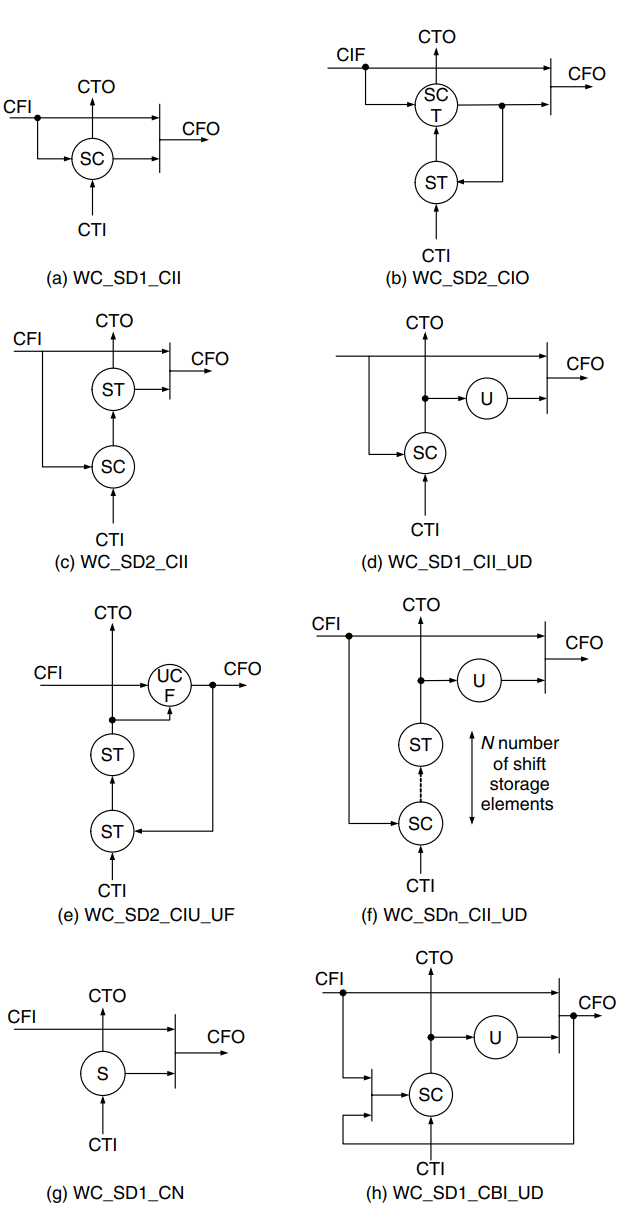 CFI
CTO
SC
CFO
CTI
(a) WC_SD1_CII
CIF
CTO
SC
T
CFO
ST
CTI
(b) WC_SD2_CIO
CFI
CTO
CFO
ST
SC
CTI
(c) WC_SD2_CII
CTO
CFO
U
SC
CTI
(d) WC_SD1_CII_UD
CTO
CFI
UC
F
CFO
ST
ST
CTI
(e) WC_SD2_CIU_UF
CTO
CFI
CFO
U
ST
N number
of shift
storage
elements
SC
CTI
(f) WC_SDn_CII_UD
CTO
CFI
CFO
S
CTI
(g) WC_SD1_CN
CTO
CFI
CFO
U
SC
CTI
(h) WC_SD1_CBI_UD